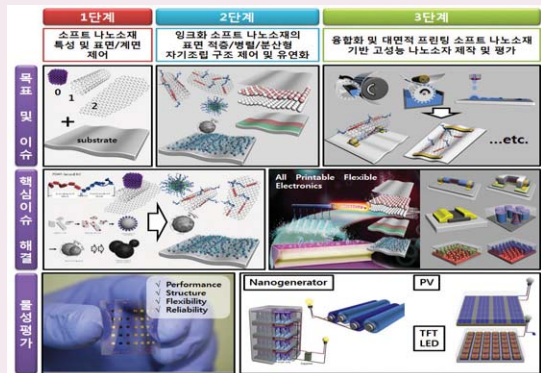 1단계
2단계
3단계
소프트 나노소재
특성 및 표면/계면
제어
잉크화 소프트 나노소재의
표면 적층/병렬/분산형
자기조립 구조 제어 및 유연화
융합화 및 대면적 프린팅 소프트 나노소재
기반 고성능 나노소자 제작 및 평가
목표 및 이슈
0
1
2
+
substrate
...etc.
핵심이슈 해결
All Printable Flexible
Electronics
물성평가
√ Performance
√ Structure
√ Flexibility
√ Reliability
Nanogenerator
PV
TFT
LED